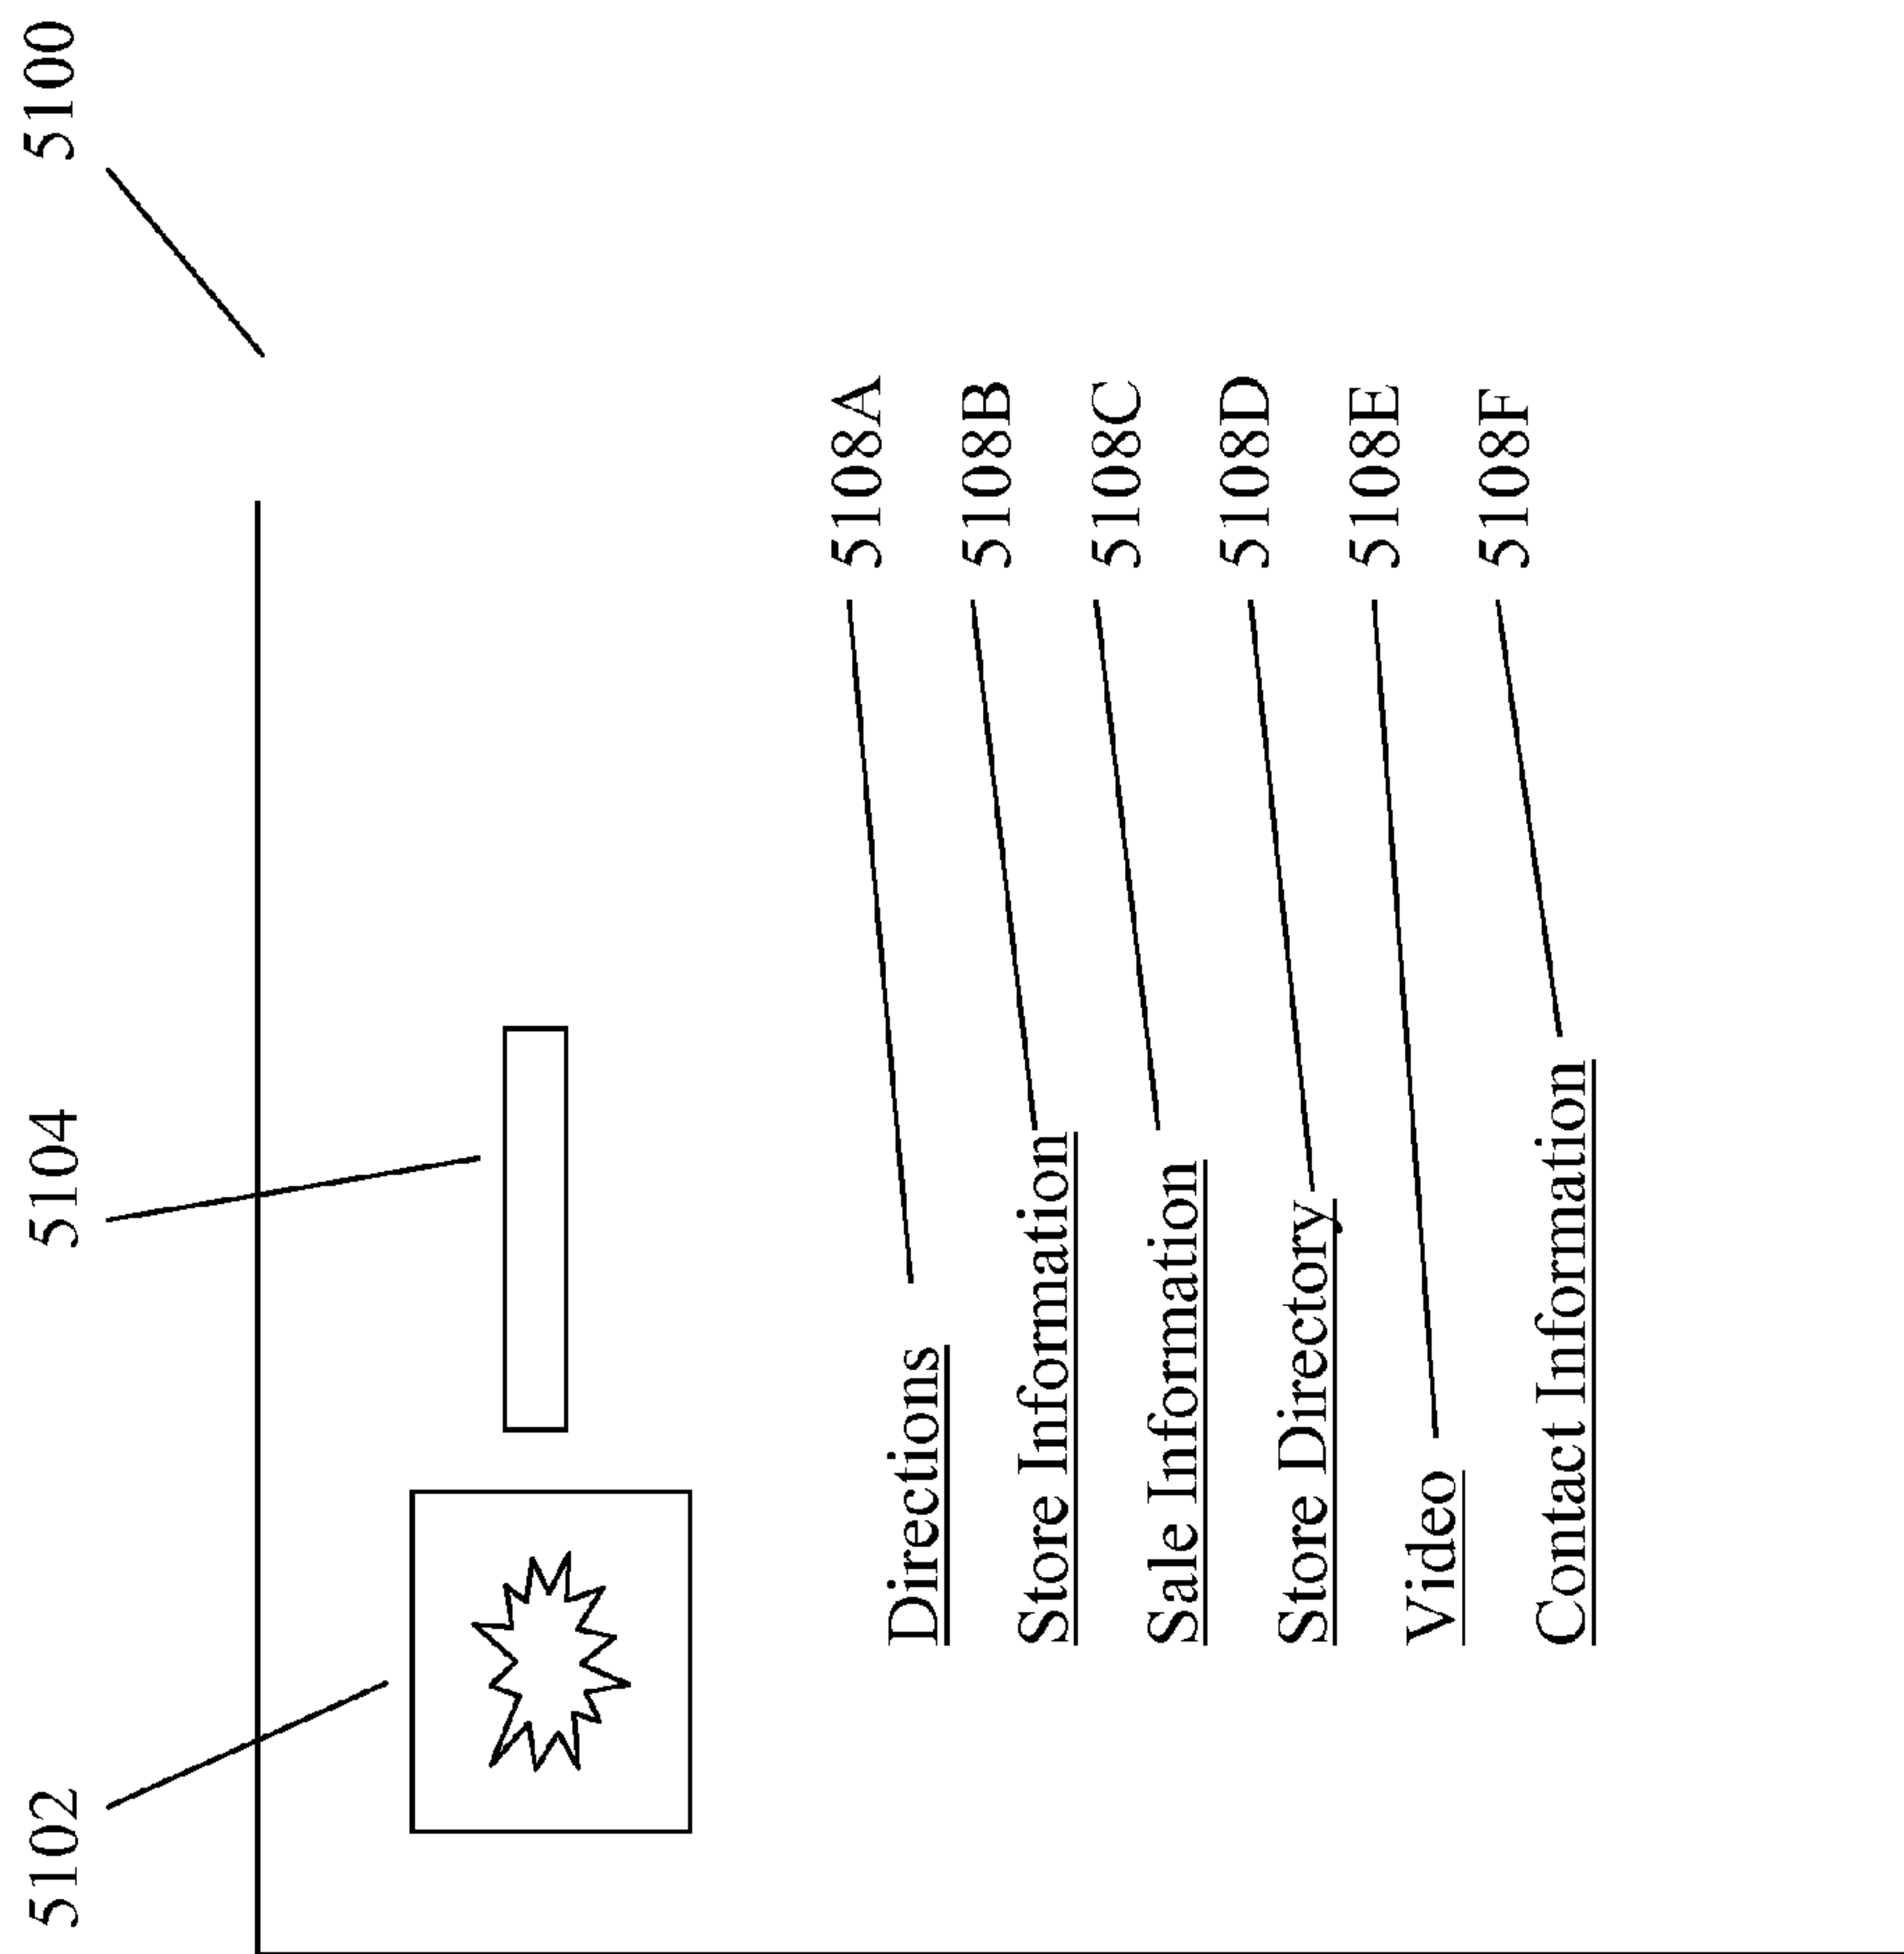 5102 5104 5100
Directions 5108A
Store Information 5108B
Sale Information 5108C
Store Directory 5108D
Video 5108E
Contact Information 5108F